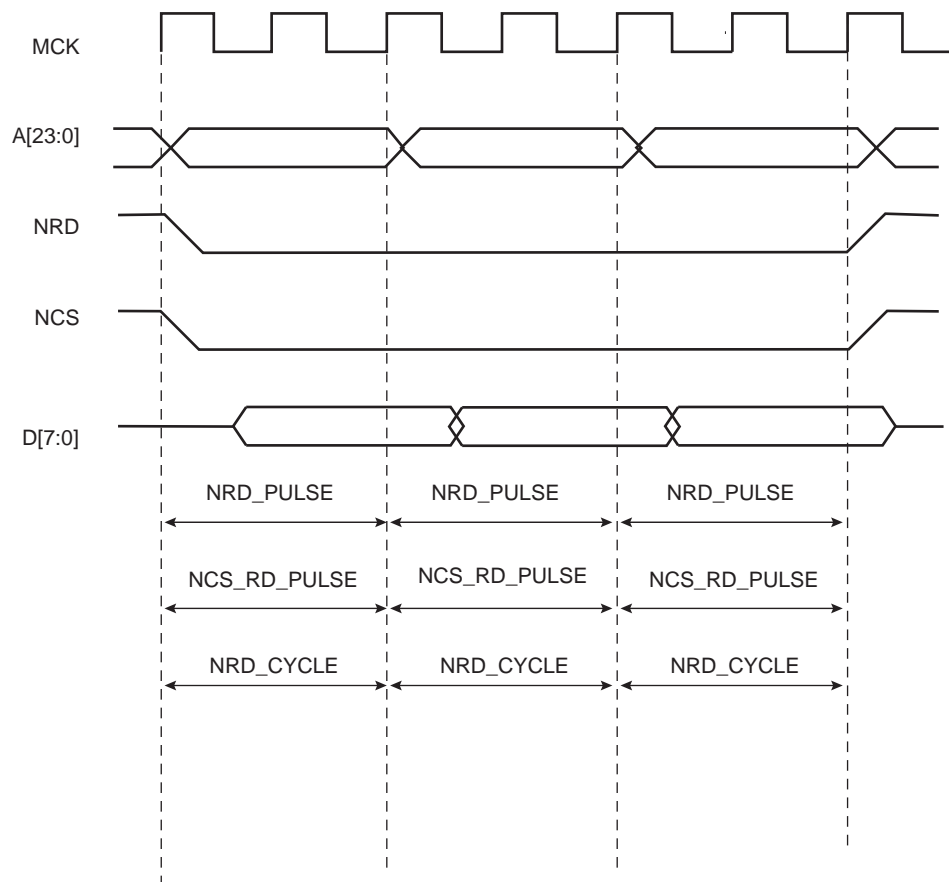 MCK
A[23:0]
NRD
NCS
D[7:0]
NRD_PULSE NRD_PULSE NRD_PULSE
NCS_RD_PULSE NCS_RD_PULSE NCS_RD_PULSE
NRD_CYCLE NRD_CYCLE NRD_CYCLE